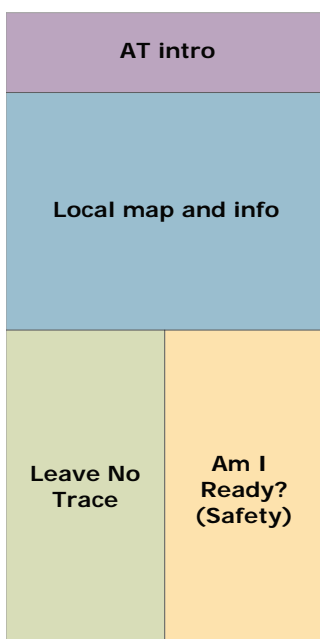 AT intro
Local map and info
Leave No
Trace
Am I
Ready?
(Safety)